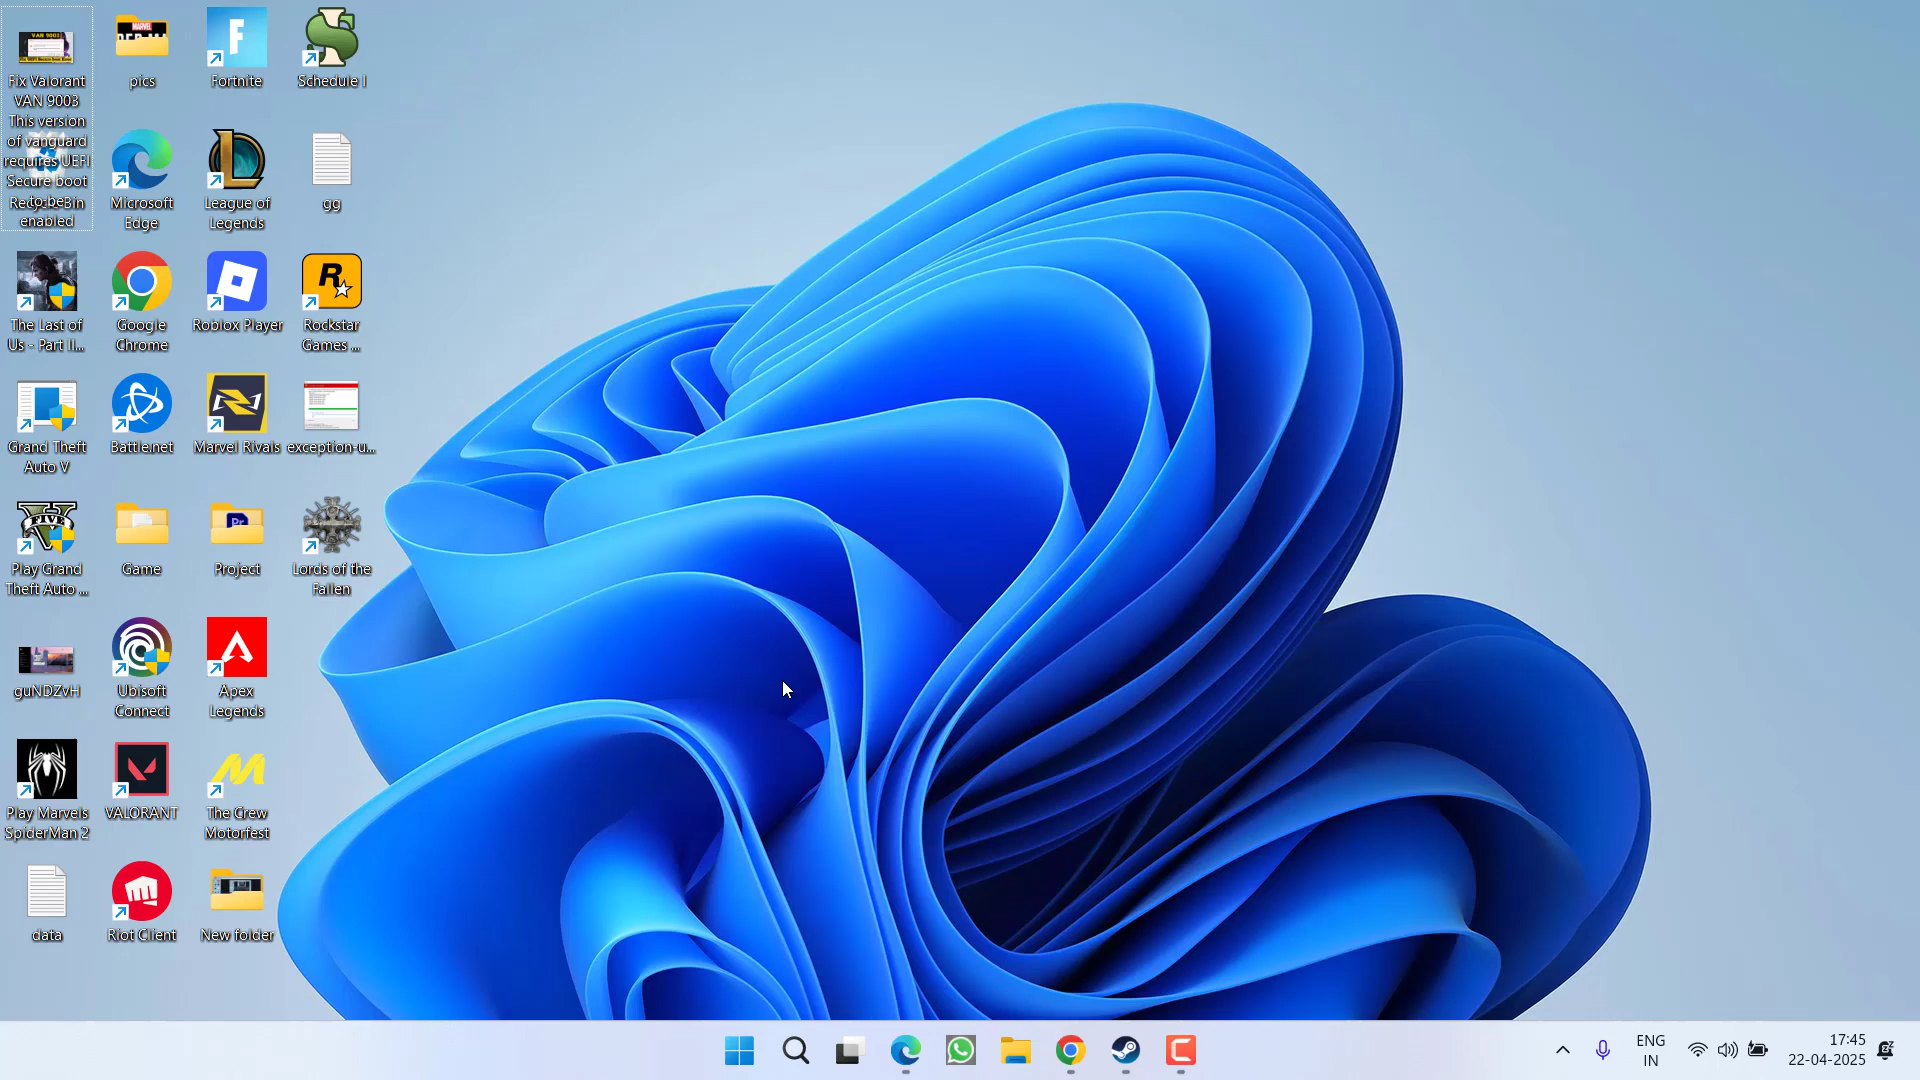 Fix Valorant
VAN 9003
This version
of vanguard
requires UEFI
Secure boot
to be
enabled
The Last of
Us - Part II...
Grand Theft
Auto V
Play Grand
Theft Auto ...
guNDZvH
Play Marvels
SpiderMan 2
data
pics
Microsoft
Edge
Google
Chrome
Battle.net
Game
Ubisoft
Connect
VALORANT
Riot Client
Fortnite
League of
Legends
Roblox Player
Marvel Rivals
Project
Apex
Legends
The Crew
Motorfest
New folder
Schedule I
gg
Rockstar
Games ...
exception-u...
Lords of the
Fallen
ENG
IN
17:45
22-04-2025